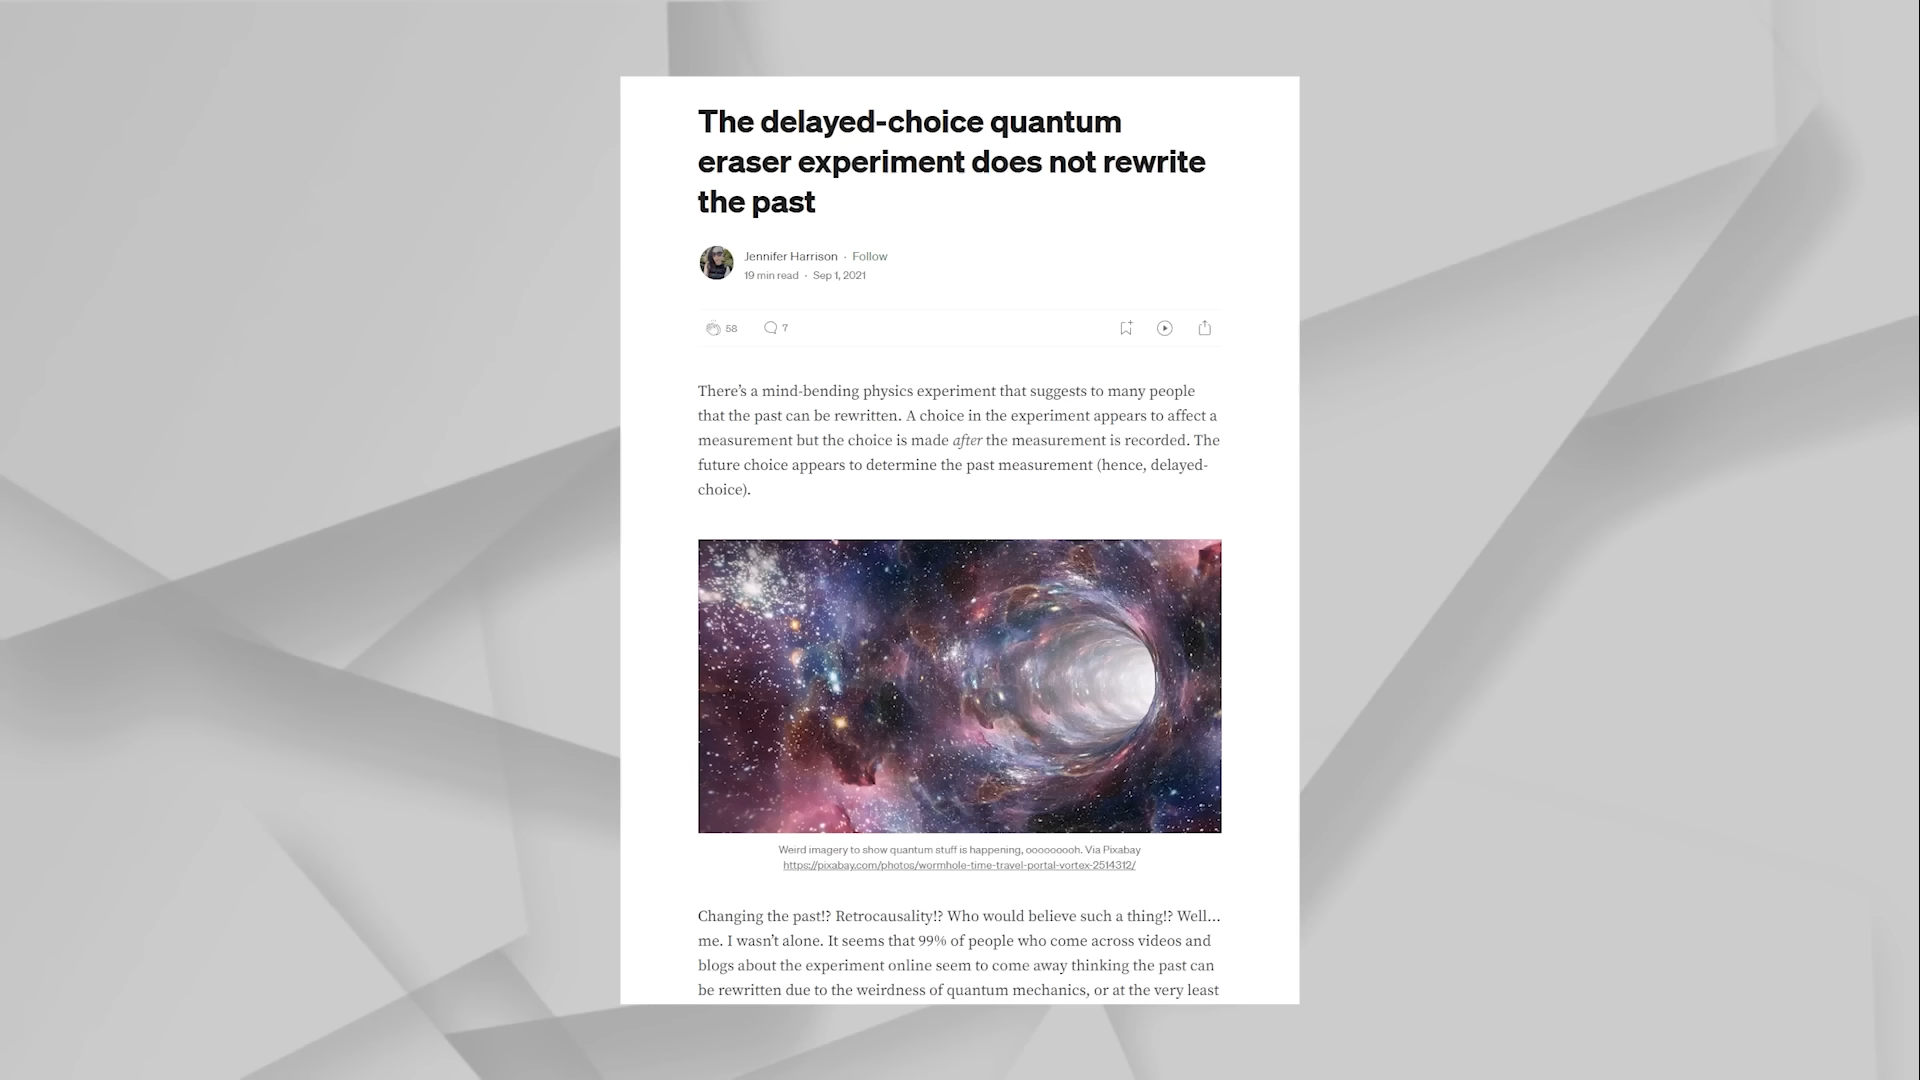 The delayed-choice quantum
eraser experiment does not rewrite
the past
Jennifer Harrison · Follow
19 min read · Sep 1, 2021
58 7
There’s a mind-bending physics experiment that suggests to many people
that the past can be rewritten. A choice in the experiment appears to affect a
measurement but the choice is made after the measurement is recorded. The
future choice appears to determine the past measurement (hence, delayed-
choice).
Weird imagery to show quantum stuff is happening, ooooooooh. Via Pixabay
https://pixabay.com/photos/wormhole-time-travel-portal-vortex-2514312/
Changing the past!? Retrocausality!? Who would believe such a thing!? Well…
me. I wasn’t alone. It seems that 99% of people who come across videos and
blogs about the experiment online seem to come away thinking the past can
be rewritten due to the weirdness of quantum mechanics, or at the very least